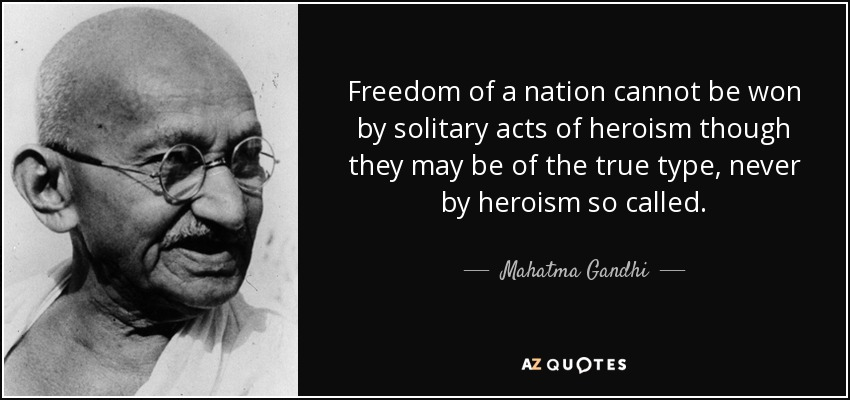 Freedom of a nation cannot be won
by solitary acts of heroism though
they may be of the true type, never
by heroism so called.
Mahatma Gandhi
AZ QUOTES